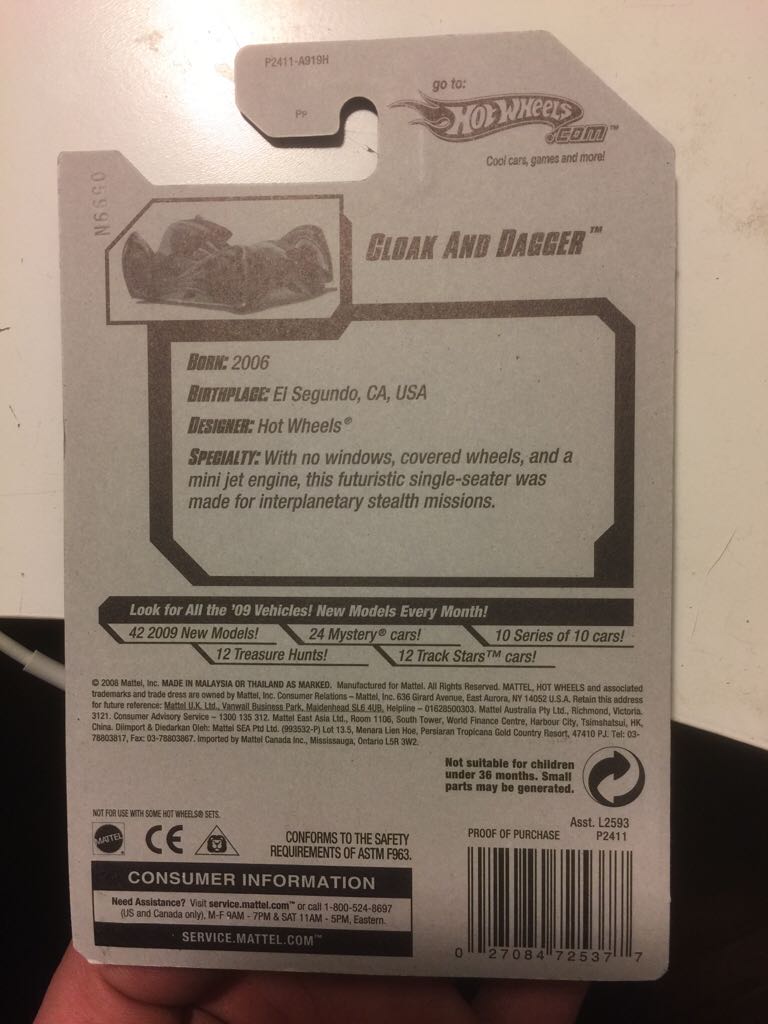 P2411-A919H
PP
go to:
HOT WHEELS
.COM™
Cool cars, games and more!
N6690
CLOAK AND DAGGER™
BORN: 2006
BIRTHPLACE: El Segundo, CA, USA
DESIGNER: Hot Wheels®
SPECIALTY: With no windows, covered wheels, and a
mini jet engine, this futuristic single-seater was
made for interplanetary stealth missions.
Look for All the '09 Vehicles! New Models Every Month!
42 2009 New Models! 24 Mystery® cars! 10 Series of 10 cars!
12 Treasure Hunts! 12 Track Stars™ cars!
© 2008 Mattel, Inc. MADE IN MALAYSIA OR THAILAND AS MARKED. Manufactured for Mattel. All Rights Reserved. MATTEL, HOT WHEELS and associated
trademarks and trade dress are owned by Mattel, Inc. Consumer Relations – Mattel, Inc. 636 Girard Avenue, East Aurora, NY 14052 U.S.A. Retain this address
for future reference: Mattel U.K. Ltd., Vanwall Business Park, Maidenhead SL6 4UB. Helpline – 01628500303. Mattel Australia Pty Ltd., Richmond, Victoria.
3121. Consumer Advisory Service – 1300 135 312. Mattel East Asia Ltd., Room 1106, South Tower, World Finance Centre, Harbour City, Tsimshatsui, HK,
China. Diimport & Diedarkan Oleh: Mattel SEA Ptd Ltd. (993532-P) Lot 13.5, Menara Lien Hoe, Persiaran Tropicana Gold Country Resort, 47410 PJ. Tel: 03-
78803817, Fax: 03-78803867. Imported by Mattel Canada Inc., Mississauga, Ontario L5R 3W2.
Not suitable for children
under 36 months. Small
parts may be generated.
NOT FOR USE WITH SOME HOT WHEELS® SETS.
MATTEL
CE
CONFORMS TO THE SAFETY
REQUIREMENTS OF ASTM F963.
Asst. L2593
PROOF OF PURCHASE P2411
CONSUMER INFORMATION
Need Assistance? Visit service.mattel.com™ or call 1-800-524-8697
(US and Canada only), M-F 9AM - 7PM & SAT 11AM - 5PM, Eastern.
SERVICE.MATTEL.COM™
0 27084 72537 7